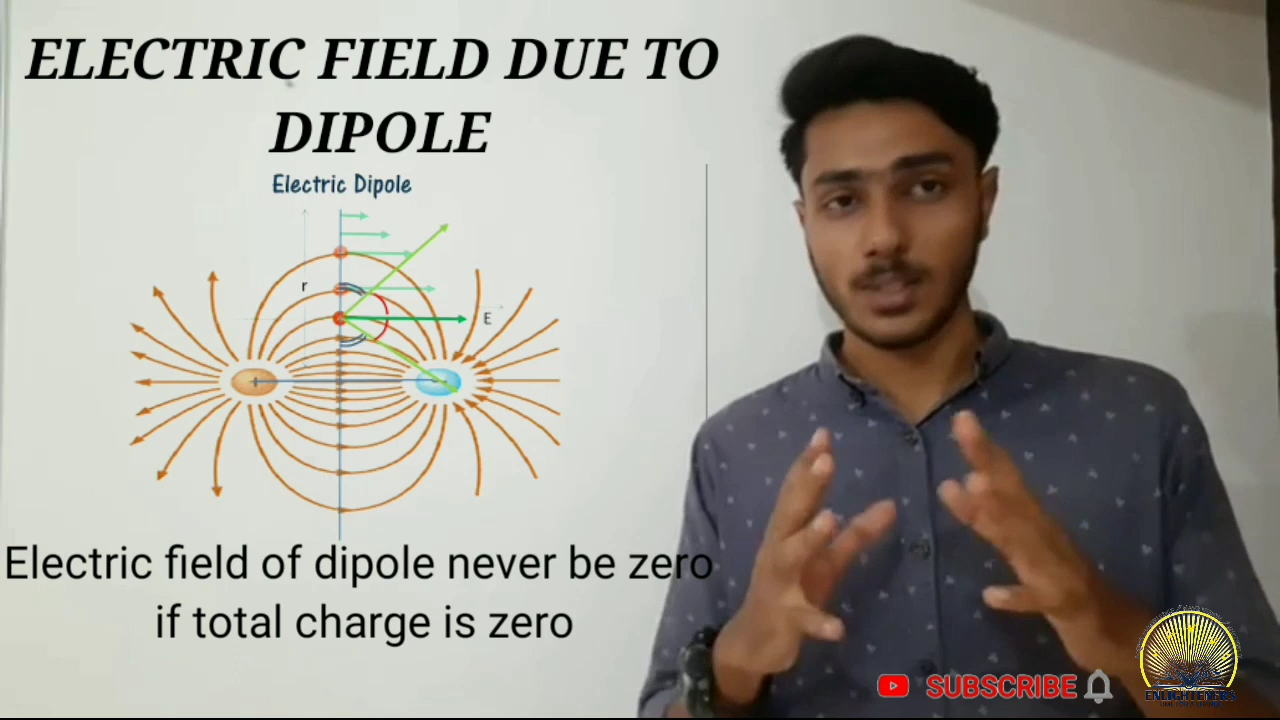 ELECTRIC FIELD DUE TO
DIPOLE
Electric Dipole
r
E
+
-
Electric field of dipole never be zero
if total charge is zero
SUBSCRIBE
ENLIGHTENERS